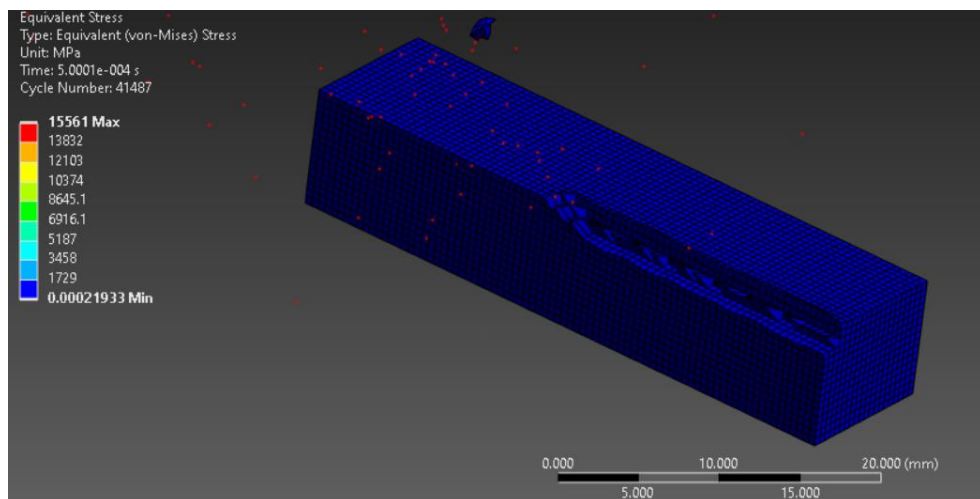 Equivalent Stress
Type: Equivalent (von-Mises) Stress
Unit: MPa
Time: 5.0001e-004 s
Cycle Number: 41487
15561 Max
13832
12103
10374
8645.1
6916.1
5187
3458
1729
0.00021933 Min
0.000 10.000 20.000 (mm)
5.000 15.000